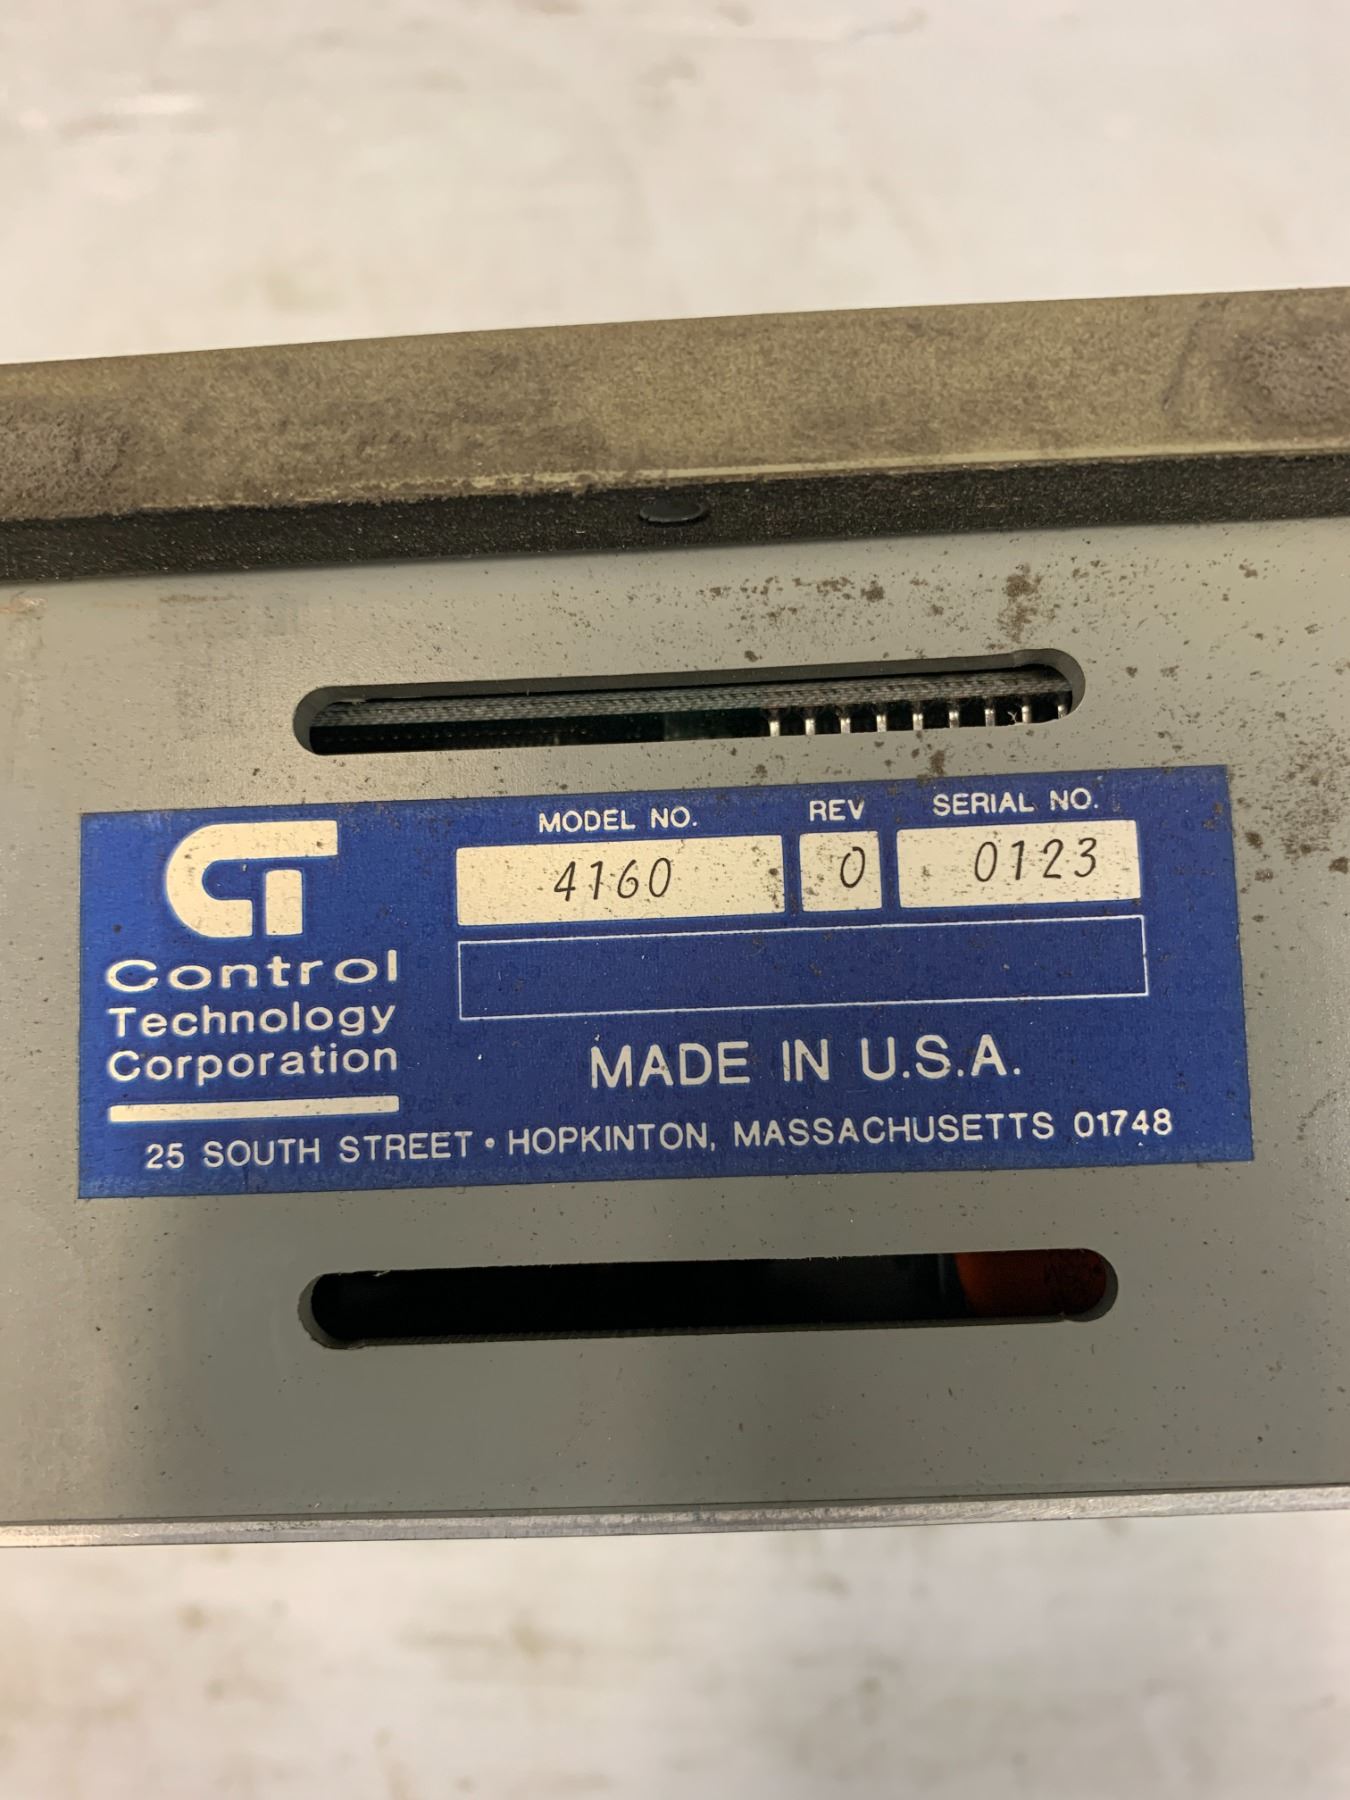 CT
Control
Technology
Corporation
MODEL NO. REV SERIAL NO.
4160 0 0123
MADE IN U.S.A.
25 SOUTH STREET • HOPKINTON, MASSACHUSETTS 01748